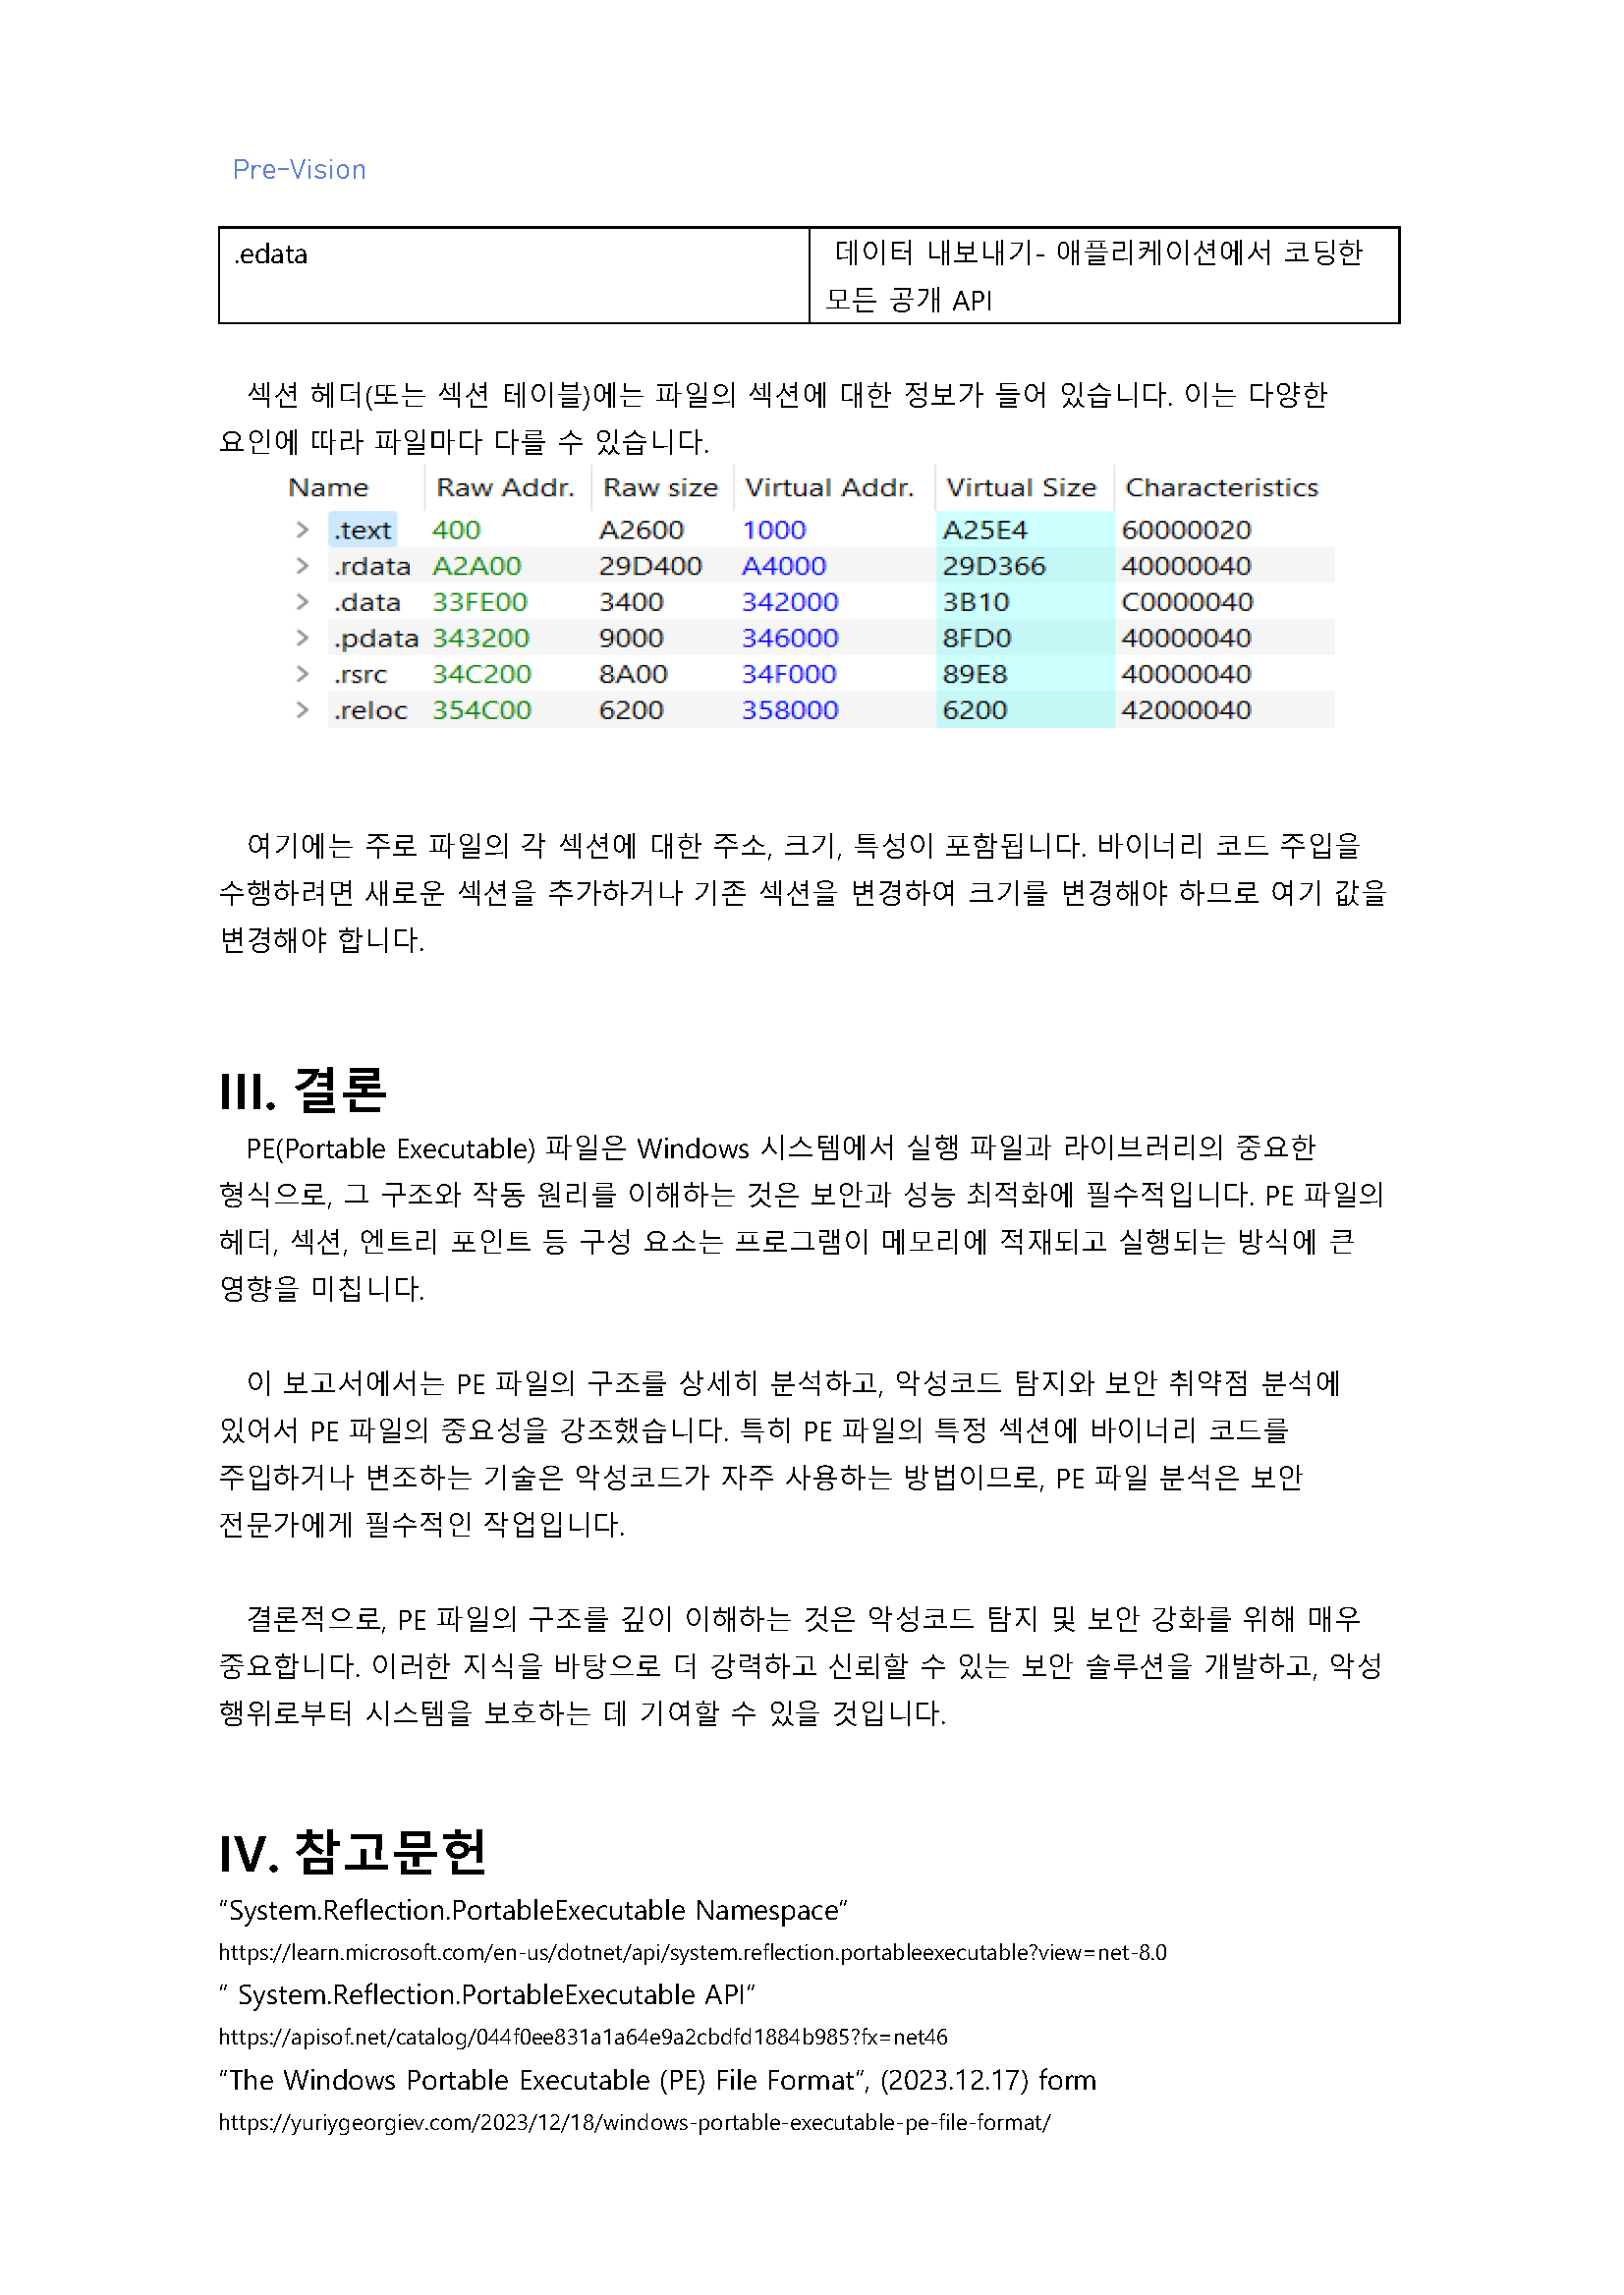 Pre-Vision
.edata 데이터 내보내기- 애플리케이션에서 코딩한
모든 공개 API
섹션 헤더(또는 섹션 테이블)에는 파일의 섹션에 대한 정보가 들어 있습니다. 이는 다양한
요인에 따라 파일마다 다를 수 있습니다.
Name Raw Addr. Raw size Virtual Addr. Virtual Size Characteristics
> .text 400 A2600 1000 A25E4 60000020
> .rdata A2A00 29D400 A4000 29D366 40000040
> .data 33FE00 3400 342000 3B10 C0000040
> .pdata 343200 9000 346000 8FD0 40000040
> .rsrc 34C200 8A00 34F000 89E8 40000040
> .reloc 354C00 6200 358000 6200 42000040
여기에는 주로 파일의 각 섹션에 대한 주소, 크기, 특성이 포함됩니다. 바이너리 코드 주입을
수행하려면 새로운 섹션을 추가하거나 기존 섹션을 변경하여 크기를 변경해야 하므로 여기 값을
변경해야 합니다.
III. 결론
PE(Portable Executable) 파일은 Windows 시스템에서 실행 파일과 라이브러리의 중요한
형식으로, 그 구조와 작동 원리를 이해하는 것은 보안과 성능 최적화에 필수적입니다. PE 파일의
헤더, 섹션, 엔트리 포인트 등 구성 요소는 프로그램이 메모리에 적재되고 실행되는 방식에 큰
영향을 미칩니다.
이 보고서에서는 PE 파일의 구조를 상세히 분석하고, 악성코드 탐지와 보안 취약점 분석에
있어서 PE 파일의 중요성을 강조했습니다. 특히 PE 파일의 특정 섹션에 바이너리 코드를
주입하거나 변조하는 기술은 악성코드가 자주 사용하는 방법이므로, PE 파일 분석은 보안
전문가에게 필수적인 작업입니다.
결론적으로, PE 파일의 구조를 깊이 이해하는 것은 악성코드 탐지 및 보안 강화를 위해 매우
중요합니다. 이러한 지식을 바탕으로 더 강력하고 신뢰할 수 있는 보안 솔루션을 개발하고, 악성
행위로부터 시스템을 보호하는 데 기여할 수 있을 것입니다.
IV. 참고문헌
“System.Reflection.PortableExecutable Namespace”
https://learn.microsoft.com/en-us/dotnet/api/system.reflection.portableexecutable?view=net-8.0
“ System.Reflection.PortableExecutable API”
https://apisof.net/catalog/044f0ee831a1a64e9a2cbdfd1884b985?fx=net46
“The Windows Portable Executable (PE) File Format”, (2023.12.17) form
https://yuriygeorgiev.com/2023/12/18/windows-portable-executable-pe-file-format/